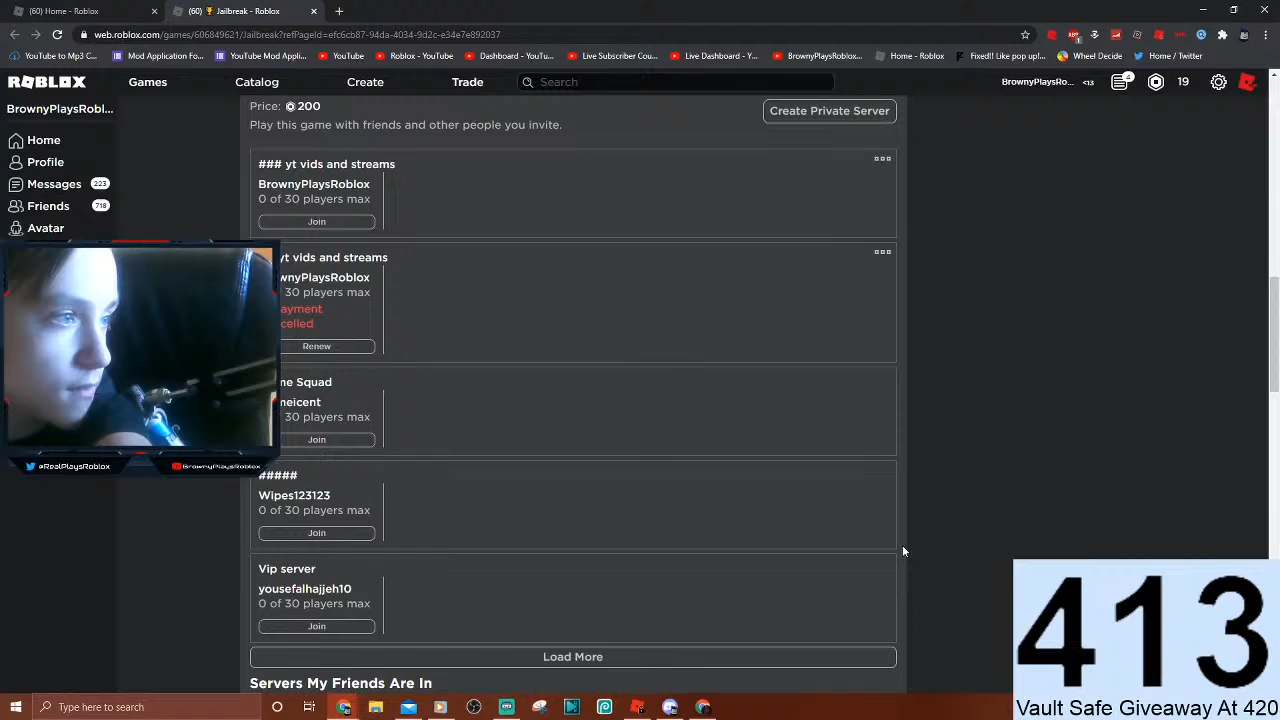 (60) Home - Roblox
(60) 🏆 Jailbreak - Roblox
web.roblox.com/games/606849621/Jailbreak?refPageId=efc6cb87-94da-4034-9d2c-e34e7e892037
YouTube to Mp3 C...
Mod Application Fo...
YouTube
Roblox - YouTube
Dashboard - YouTu...
Live Subscriber Cou...
Live Dashboard - Y...
BrownyPlaysRoblox...
Home - Roblox
Fixed!! Like pop upl...
Wheel Decide
Home / Twitter
ROBLOX
Games
Catalog
Create
Trade
Search
BrownyPlaysRo...
<13
4
19
BrownyPlaysRobl...
Home
Profile
Messages 223
Friends 718
Avatar
Price: 200
Create Private Server
Play this game with friends and other people you invite.
### yt vids and streams
BrownyPlaysRoblox
0 of 30 players max
Join
yt vids and streams
wnyPlaysRoblox
30 players max
ayment
celled
Renew
ne Squad
neicent
30 players max
Join
#####
Wipes123123
0 of 30 players max
Join
Vip server
yousefalhajjeh10
0 of 30 players max
Join
Load More
Servers My Friends Are In
@RealPlaysRoblox
BrownyPlaysRoblox
413
Vault Safe Giveaway At 420
Type here to search